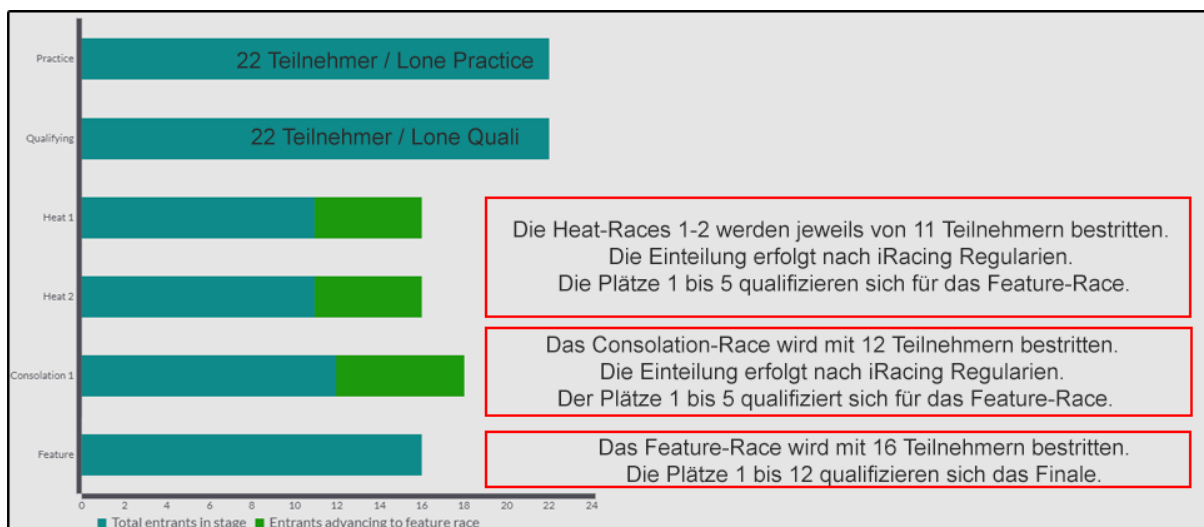 Practice
22 Teilnehmer / Lone Practice
Qualifying
22 Teilnehmer / Lone Quali
Heat 1
Heat 2
Die Heat-Races 1-2 werden jeweils von 11 Teilnehmern bestritten.
Die Einteilung erfolgt nach iRacing Regularien.
Die Plätze 1 bis 5 qualifizieren sich für das Feature-Race.
Consolation 1
Das Consolation-Race wird mit 12 Teilnehmern bestritten.
Die Einteilung erfolgt nach iRacing Regularien.
Der Plätze 1 bis 5 qualifiziert sich für das Feature-Race.
Feature
Das Feature-Race wird mit 16 Teilnehmern bestritten.
Die Plätze 1 bis 12 qualifizieren sich das Finale.
0 2 4 6 8 10 12 14 16 18 20 22 24
Total entrants in stage Entrants advancing to feature race